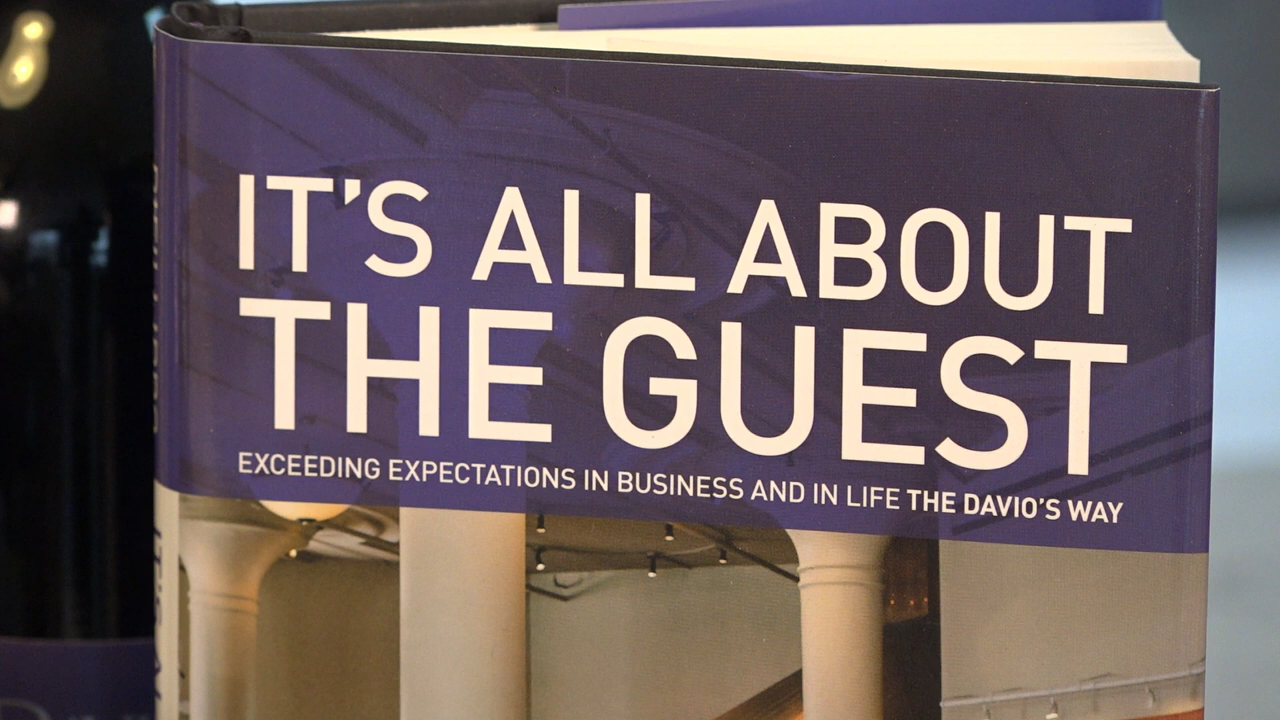 IT'S ALL ABOUT
THE GUEST
EXCEEDING EXPECTATIONS IN BUSINESS AND IN LIFE THE DAVIO'S WAY